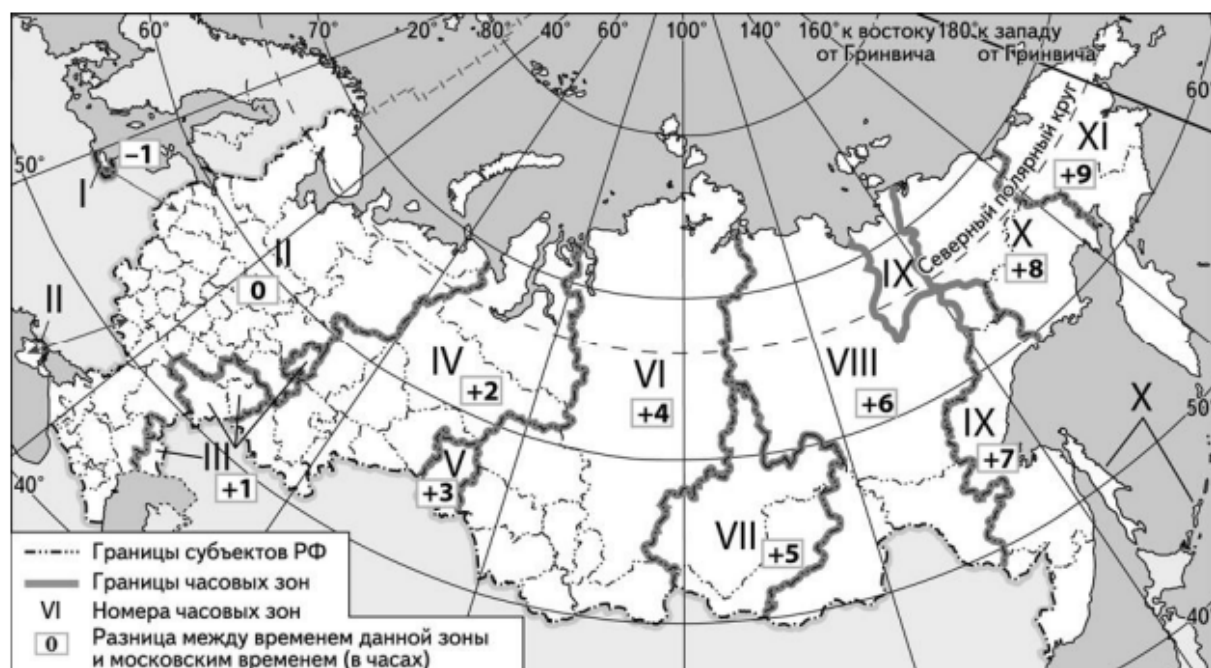 60° 70° 20° 80° 100° 140° 160° к востоку 180° к западу
от Гринвича от Гринвича
60°
50°
−1
I
Северный полярный круг
XI
+9
II
0
IX
X
+8
II
IV
+2
VI
+4
VIII
+6
X
50°
IX
+7
III
+1
V
+3
40°
VII
+5
40°
Границы субъектов РФ
Границы часовых зон
VI Номера часовых зон
0 Разница между временем данной зоны
и московским временем (в часах)